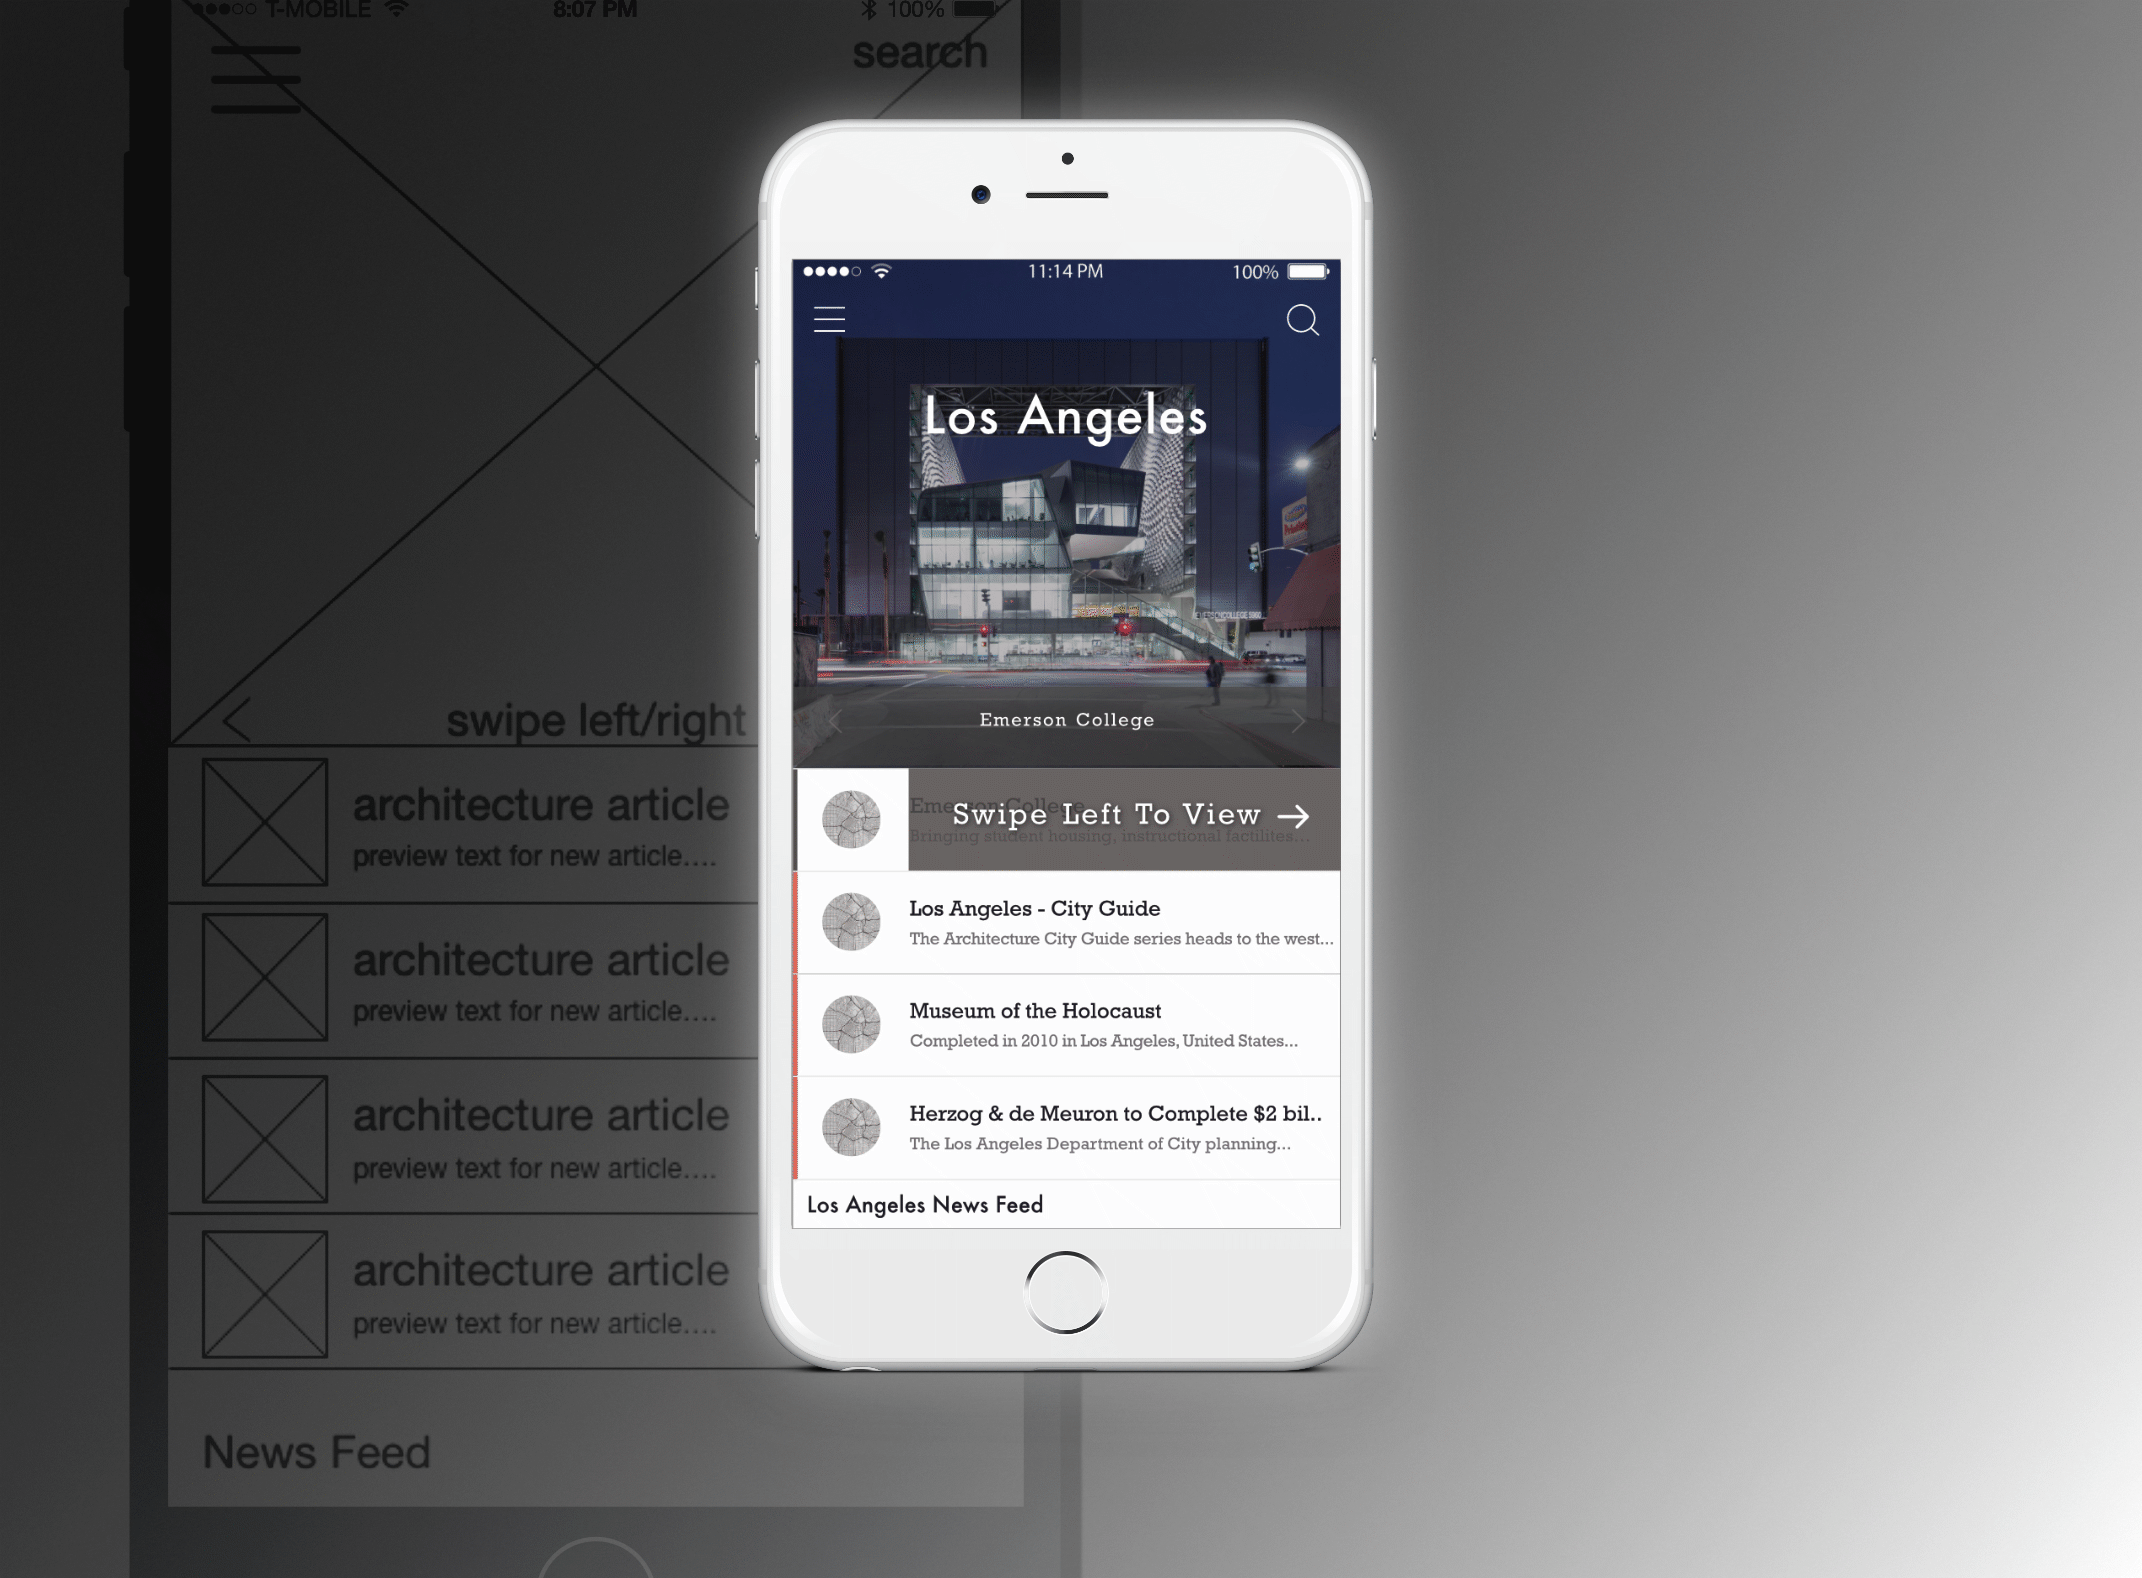 T-MOBILE 8:07 PM 100%
search
swipe left/right
architecture article
preview text for new article....
architecture article
preview text for new article....
architecture article
preview text for new article....
architecture article
preview text for new article....
News Feed
11:14 PM 100%
Los Angeles
Emerson College
Emerson College
Swipe Left To View
Bringing student housing, instructional factilites...
Los Angeles - City Guide
The Architecture City Guide series heads to the west...
Museum of the Holocaust
Completed in 2010 in Los Angeles, United States...
Herzog & de Meuron to Complete $2 bil..
The Los Angeles Department of City planning...
Los Angeles News Feed